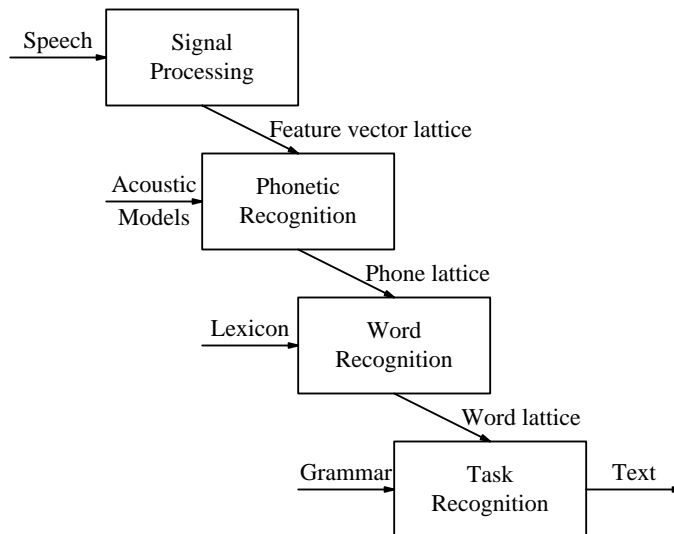 Speech
Signal
Processing
Feature vector lattice
Acoustic
Models
Phonetic
Recognition
Phone lattice
Lexicon
Word
Recognition
Word lattice
Grammar
Task
Recognition
Text